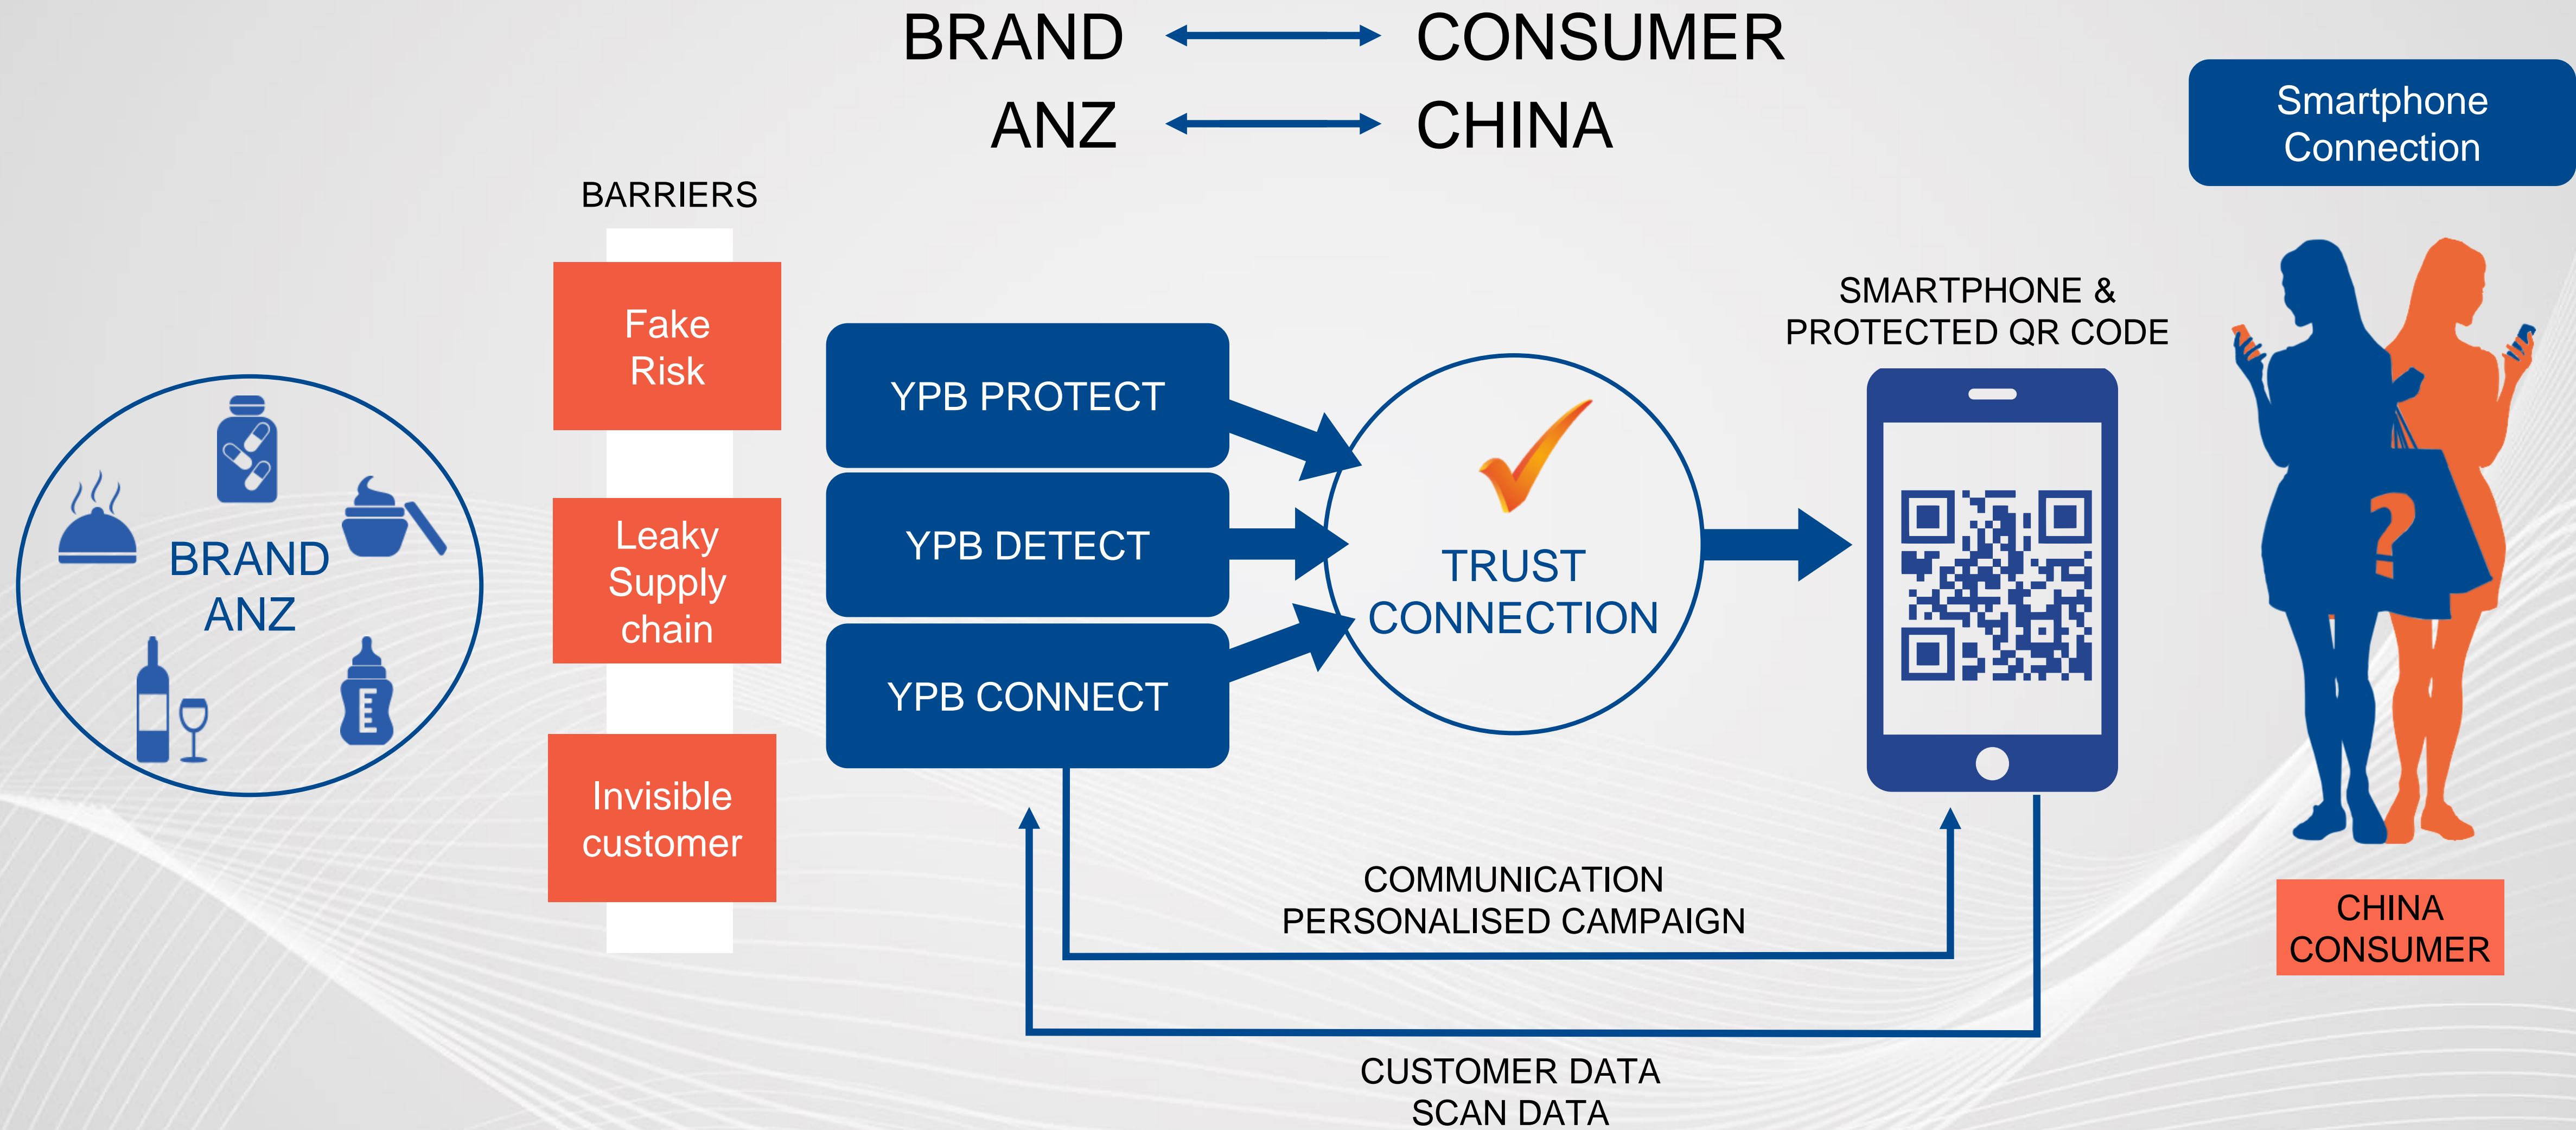 BRAND CONSUMER
ANZ CHINA
Smartphone
Connection
BARRIERS
Fake
Risk
Leaky
Supply
chain
Invisible
customer
BRAND
ANZ
YPB PROTECT
YPB DETECT
YPB CONNECT
TRUST
CONNECTION
SMARTPHONE &
PROTECTED QR CODE
?
COMMUNICATION
PERSONALISED CAMPAIGN
CUSTOMER DATA
SCAN DATA
CHINA
CONSUMER